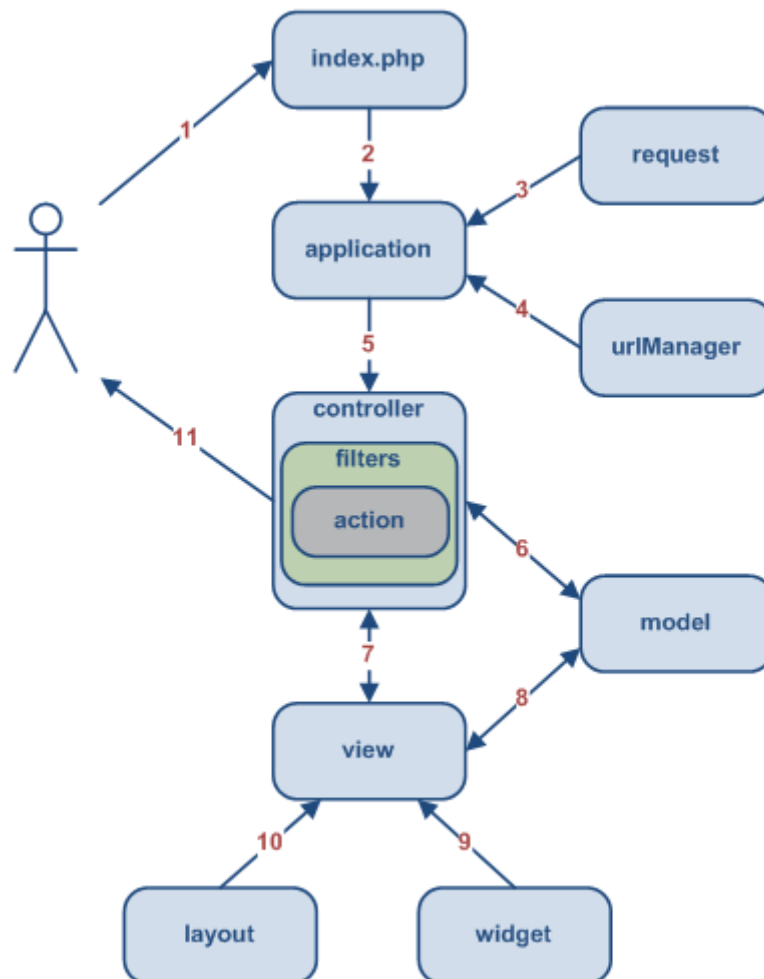 index.php
1
2
request
3
application
4
urlManager
5
controller
filters
11
action
6
model
7
8
view
10
9
layout
widget